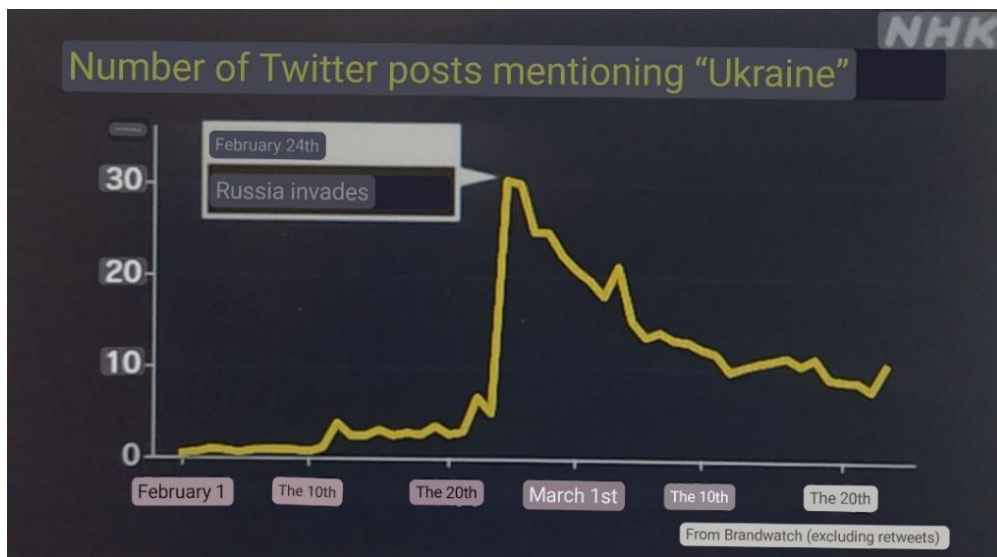 NHK
Number of Twitter posts mentioning “Ukraine”
February 24th
Russia invades
30
20
10
0
February 1
The 10th
The 20th
March 1st
The 10th
The 20th
From Brandwatch (excluding retweets)